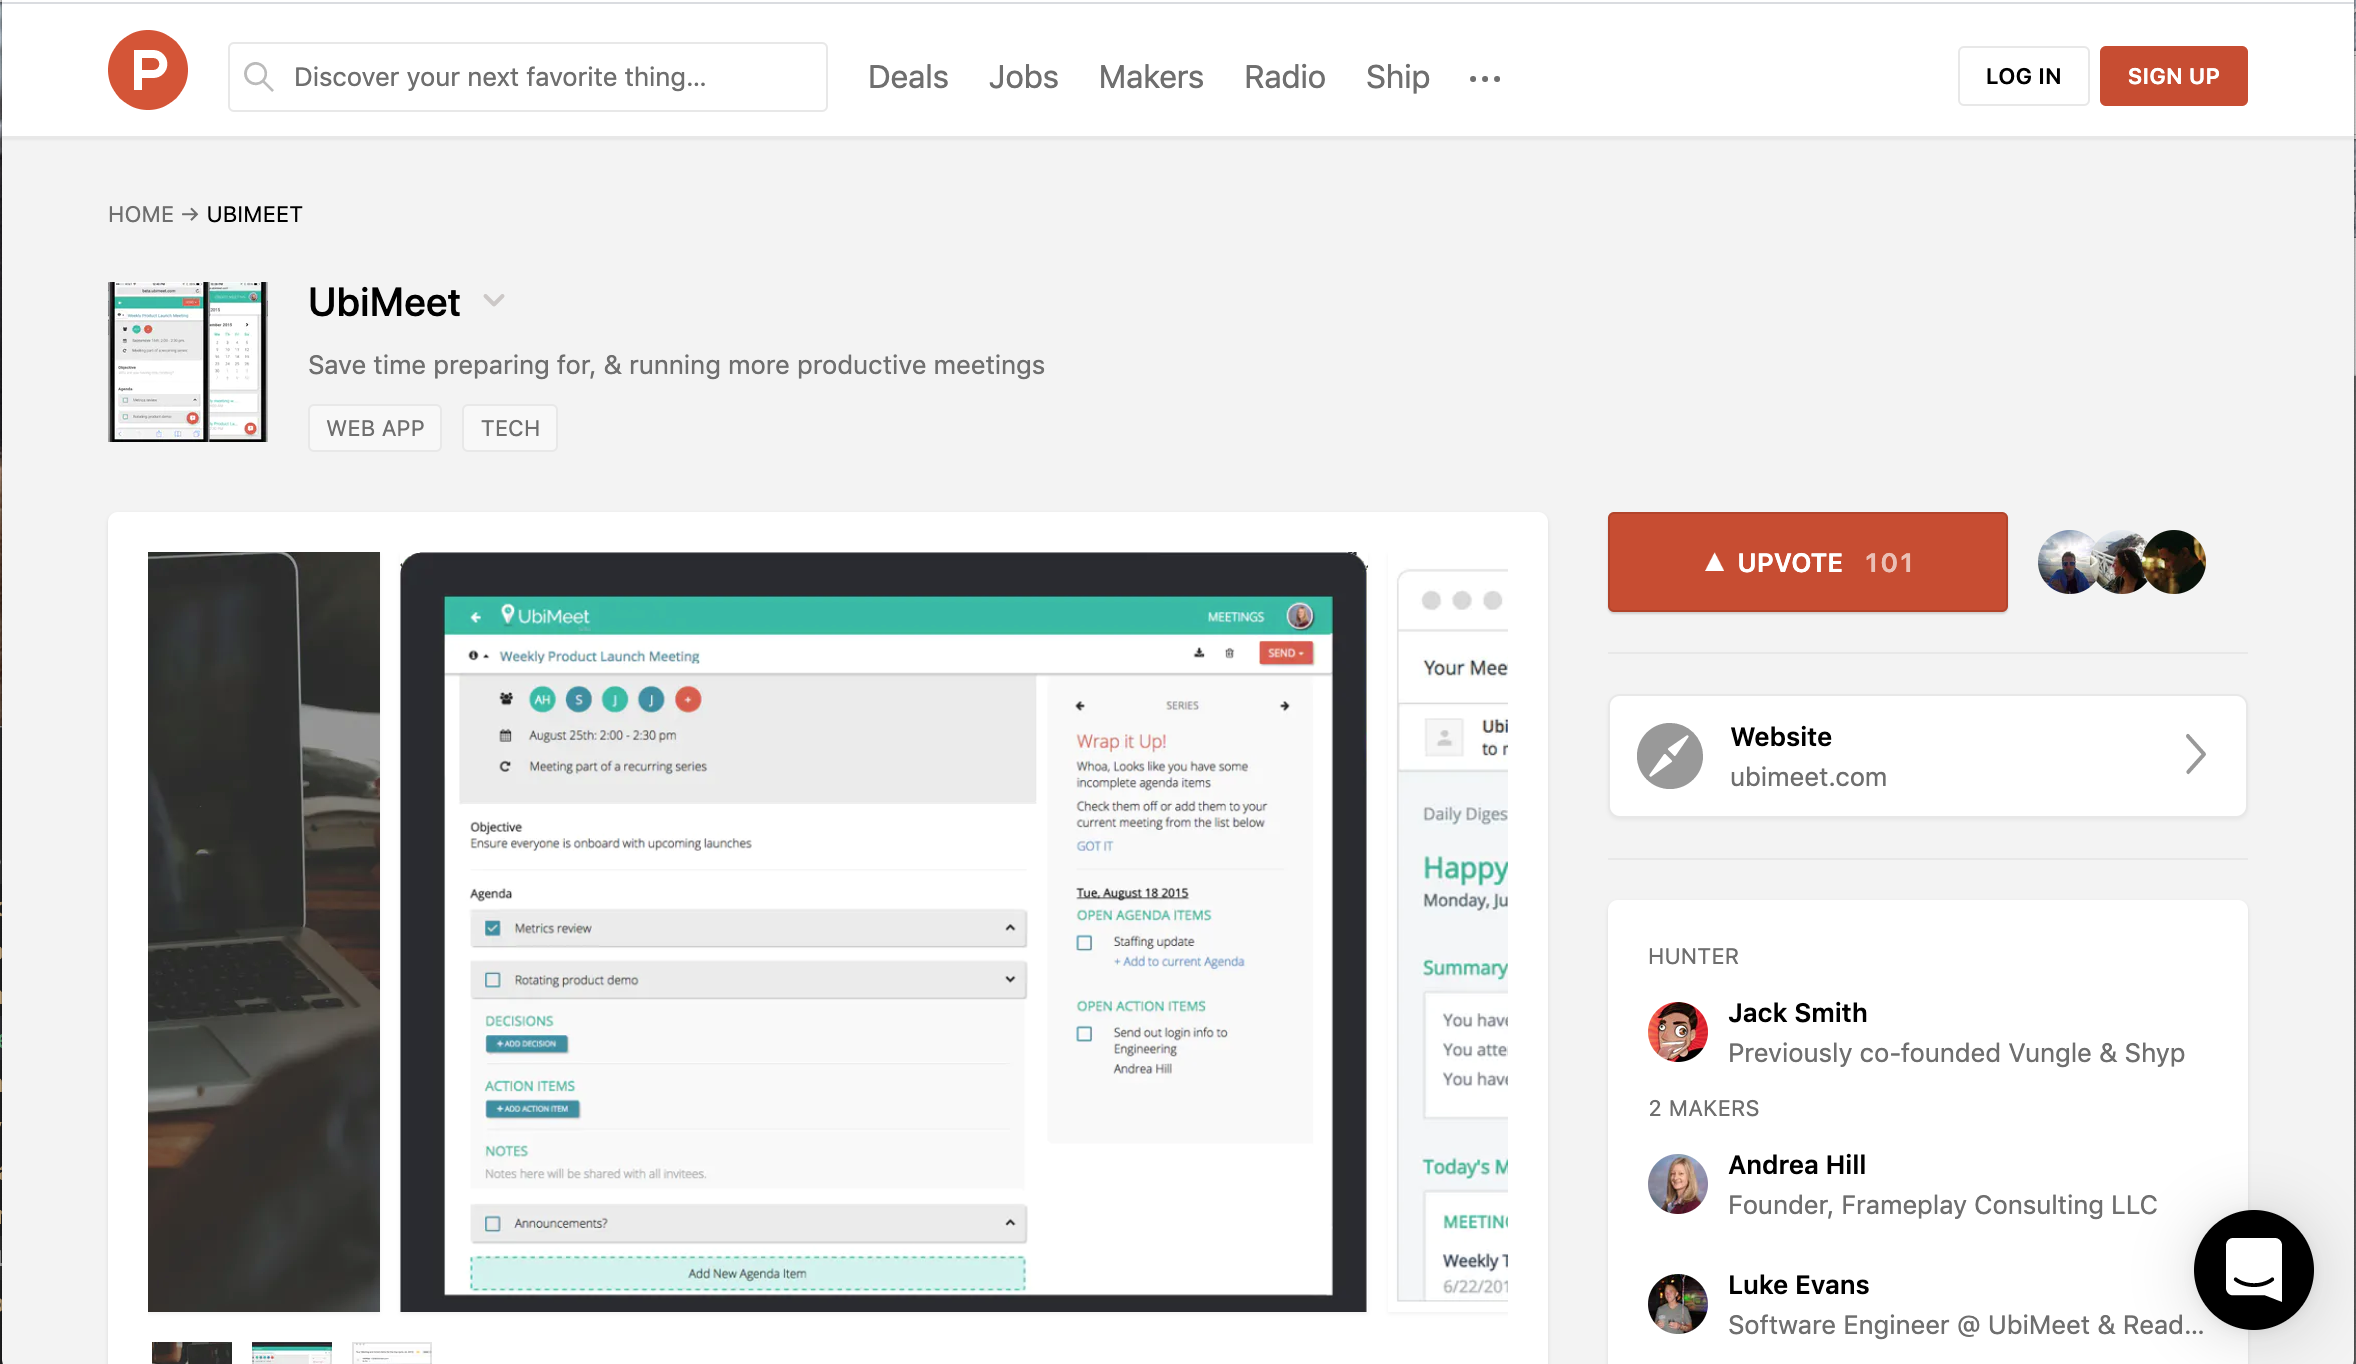 P
Discover your next favorite thing...
Deals Jobs Makers Radio Ship ...
LOG IN
SIGN UP
HOME → UBIMEET
UbiMeet
Save time preparing for, & running more productive meetings
WEB APP
TECH
UbiMeet
MEETINGS
Weekly Product Launch Meeting
SEND
AH S J J +
August 25th: 2:00 - 2:30 pm
Meeting part of a recurring series
Objective
Ensure everyone is onboard with upcoming launches
Agenda
Metrics review
Rotating product demo
DECISIONS
+ ADD DECISION
ACTION ITEMS
+ ADD ACTION ITEM
NOTES
Notes here will be shared with all invitees.
Announcements?
Add New Agenda Item
SERIES
Wrap it Up!
Whoa, Looks like you have some
incomplete agenda items
Check them off or add them to your
current meeting from the list below
GOT IT
Tue, August 18 2015
OPEN AGENDA ITEMS
Staffing update
+ Add to current Agenda
OPEN ACTION ITEMS
Send out login info to
Engineering
Andrea Hill
Your Mee
Ubi
to r
Daily Diges
Happy
Monday, Ju
Summary
You have
You atte
You have
Today's M
MEETING
Weekly T
6/22/201
UPVOTE 101
Website
ubimeet.com
HUNTER
Jack Smith
Previously co-founded Vungle & Shyp
2 MAKERS
Andrea Hill
Founder, Frameplay Consulting LLC
Luke Evans
Software Engineer @ UbiMeet & Read...